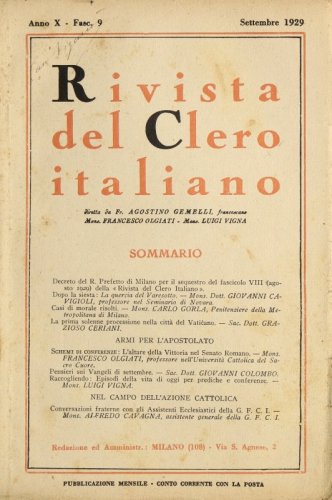 Anno X - Fasc. 9 Settembre 1929
Rivista
del Clero
italiano
diretta da Fr. AGOSTINO GEMELLI, francescano
Mons. FRANCESCO OLGIATI - Mons. LUIGI VIGNA
SOMMARIO
Decreto del R. Prefetto di Milano per il sequestro del fascicolo VIII (ago-
sto 1929) della « Rivista del Clero Italiano ».
Dopo la siesta: La quercia del Varesotto. — Mons. Dott. GIOVANNI CA-
VIGIOLI, professore nel Seminario di Novara.
Casi di morale risolti. — Mons. CARLO GORLA, Penitenziere della Me-
tropolitana di Milano.
La prima solenne processione nella città del Vaticano. — Sac. Dott. GRA-
ZIOSO CERIANI.
ARMI PER L'APOSTOLATO
SCHEMI DI CONFERENZE: L'altare della Vittoria nel Senato Romano. — Mons.
FRANCESCO OLGIATI, professore nell'Università Cattolica del Sa-
cro Cuore.
Pensieri sui Vangeli di settembre. — Sac. Dott. GIOVANNI COLOMBO.
Raccogliendo: Episodi della vita di oggi per prediche e conferenze. —
Mons. LUIGI VIGNA.
NEL CAMPO DELL'AZIONE CATTOLICA
Conversazioni fraterne con gli Assistenti Ecclesiastici della G. F. C. I. —
Mons. ALFREDO CAVAGNA, assistente generale della G. F. C. I.
Redazione ed Amministr.: MILANO (108) - Via S. Agnese, 2
PUBBLICAZIONE MENSILE - CONTO CORRENTE CON LA POSTA